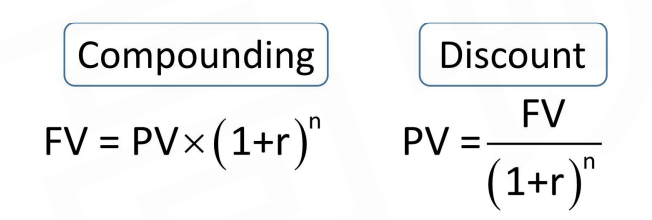 Compounding
FV = PV×(1+r)ⁿ
Discount
PV = FV/(1+r)ⁿ